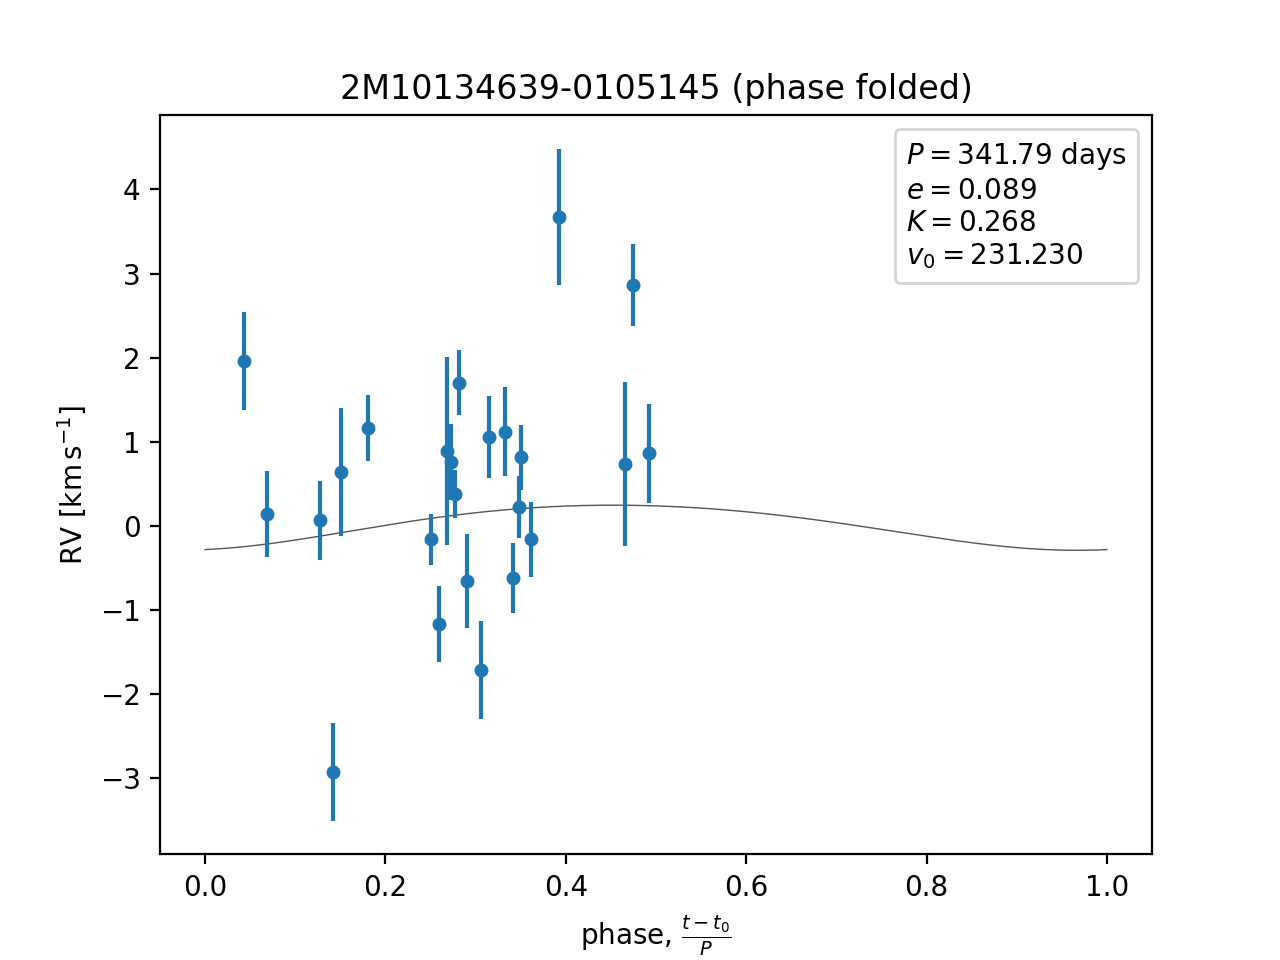 2M10134639-0105145 (phase folded)
P = 341.79 days
e = 0.089
K = 0.268
v₀ = 231.230
4
3
2
1
0
−1
−2
−3
RV [km s⁻¹]
0.0 0.2 0.4 0.6 0.8 1.0
phase, (t − t₀)/P